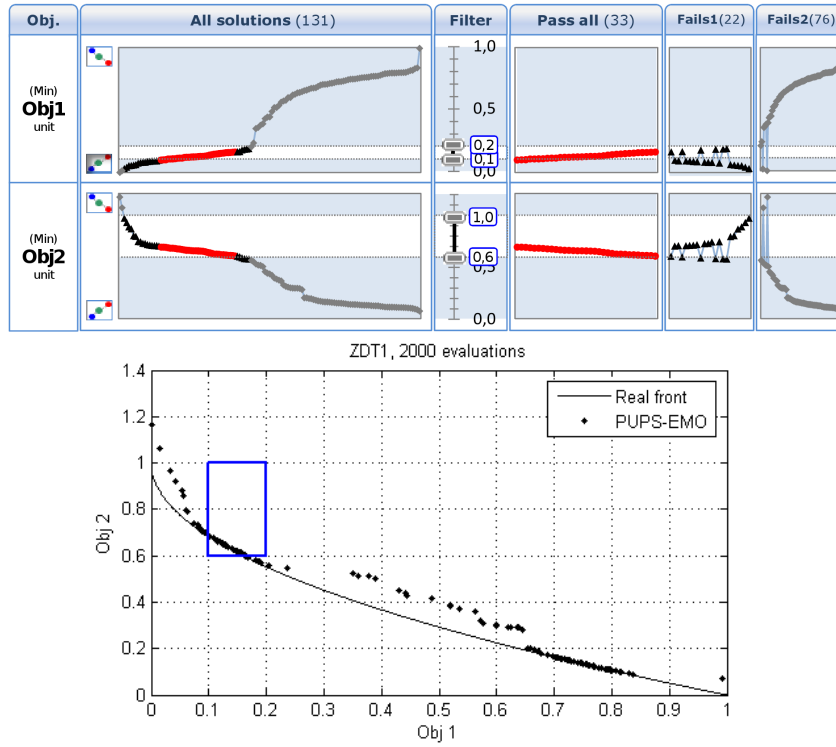 Obj. All solutions (131) Filter Pass all (33) Fails1(22) Fails2(76)
(Min)
Obj1
unit
1,0
0,5
0,2
0,1
0,0
(Min)
Obj2
unit
1,0
0,6
0,5
0,0
ZDT1, 2000 evaluations
1.4
1.2
1
0.8
0.6
0.4
0.2
0
Obj 2
Real front
PUPS-EMO
0 0.1 0.2 0.3 0.4 0.5 0.6 0.7 0.8 0.9 1
Obj 1